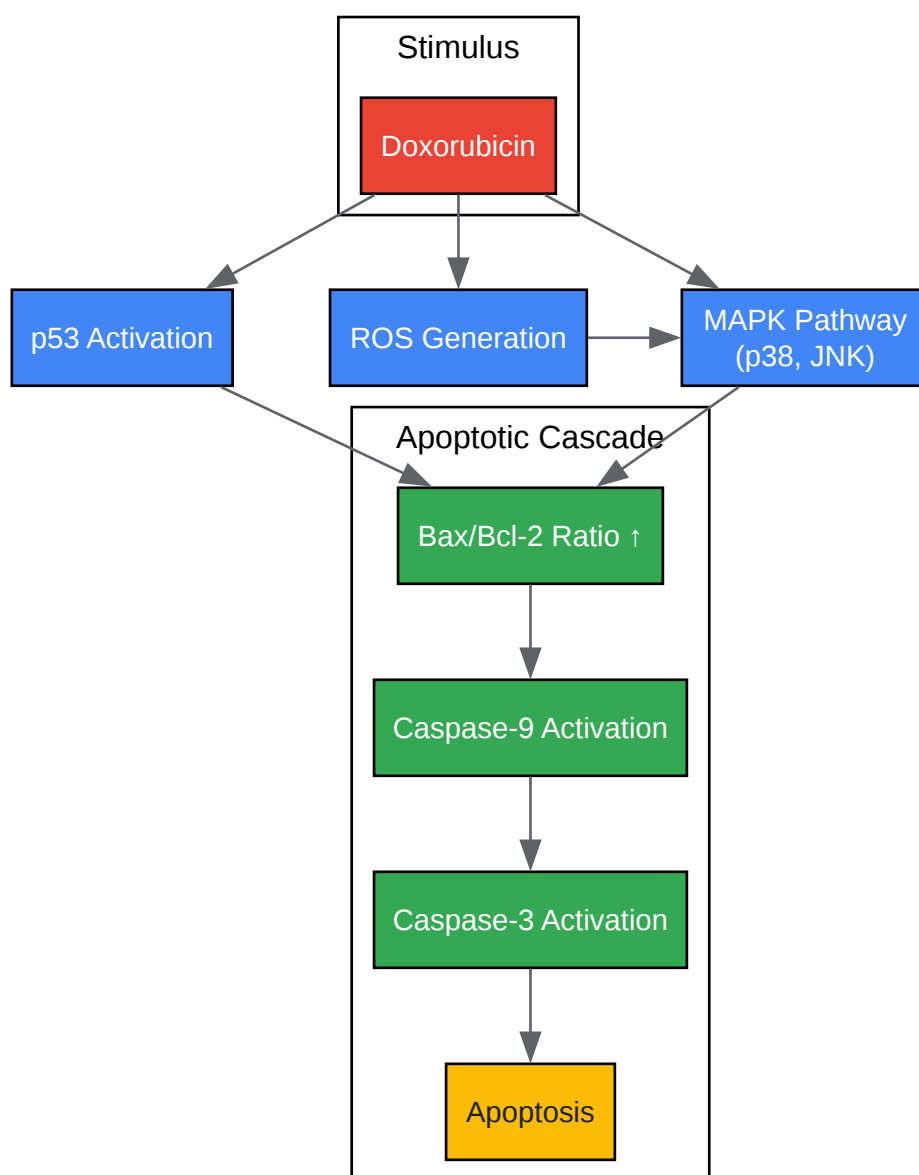 Stimulus
Doxorubicin
p53 Activation
ROS Generation
MAPK Pathway
(p38, JNK)
Apoptotic Cascade
Bax/Bcl-2 Ratio ↑
Caspase-9 Activation
Caspase-3 Activation
Apoptosis